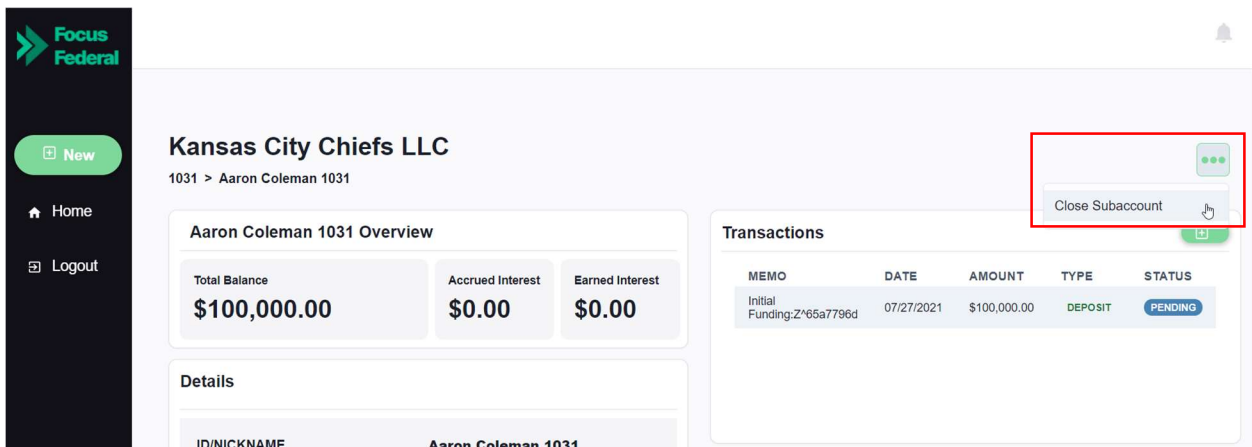 Focus
Federal
New
Home
Logout
Kansas City Chiefs LLC
1031 > Aaron Coleman 1031
Close Subaccount
Aaron Coleman 1031 Overview
Total Balance
$100,000.00
Accrued Interest
$0.00
Earned Interest
$0.00
Details
ID/NICKNAME Aaron Coleman 1031
Transactions
MEMO DATE AMOUNT TYPE STATUS
Initial
Funding:Z^65a7796d 07/27/2021 $100,000.00 DEPOSIT PENDING